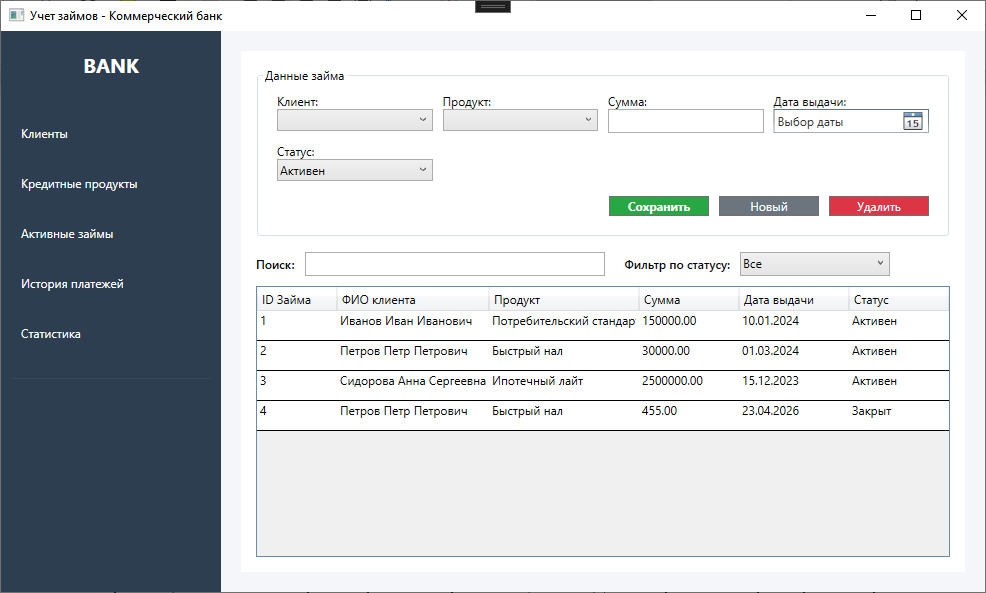 Учет займов - Коммерческий банк
BANK
Клиенты
Кредитные продукты
Активные займы
История платежей
Статистика
Данные займа
Клиент: Продукт: Сумма: Дата выдачи:
Выбор даты 15
Статус:
Активен
Сохранить Новый Удалить
Поиск: Фильтр по статусу: Все
ID Займа ФИО клиента Продукт Сумма Дата выдачи Статус
1 Иванов Иван Иванович Потребительский стандар 150000.00 10.01.2024 Активен
2 Петров Петр Петрович Быстрый нал 30000.00 01.03.2024 Активен
3 Сидорова Анна Сергеевна Ипотечный лайт 2500000.00 15.12.2023 Активен
4 Петров Петр Петрович Быстрый нал 455.00 23.04.2026 Закрыт